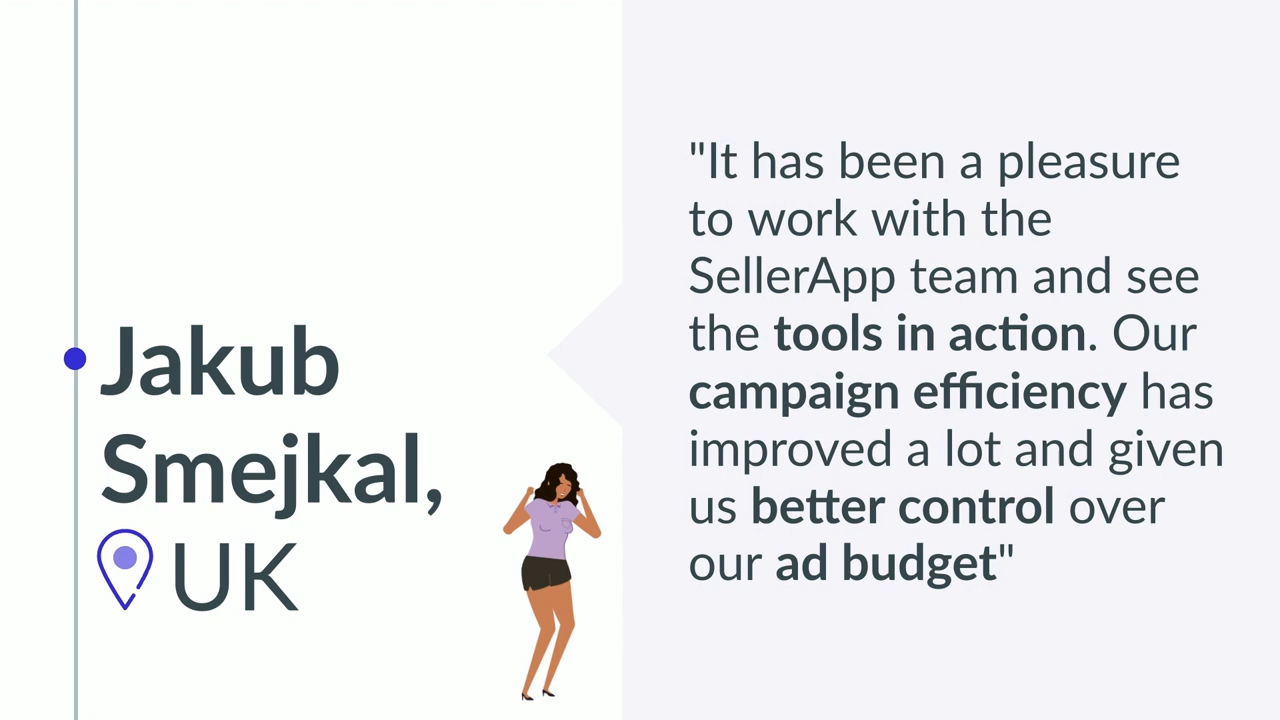 Jakub
Smejkal,
UK
"It has been a pleasure
to work with the
SellerApp team and see
the tools in action. Our
campaign efficiency has
improved a lot and given
us better control over
our ad budget"